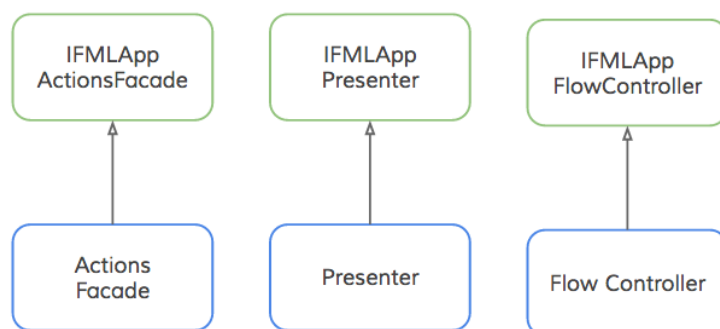 IFMLApp
ActionsFacade
IFMLApp
Presenter
IFMLApp
FlowController
Actions
Facade
Presenter
Flow Controller